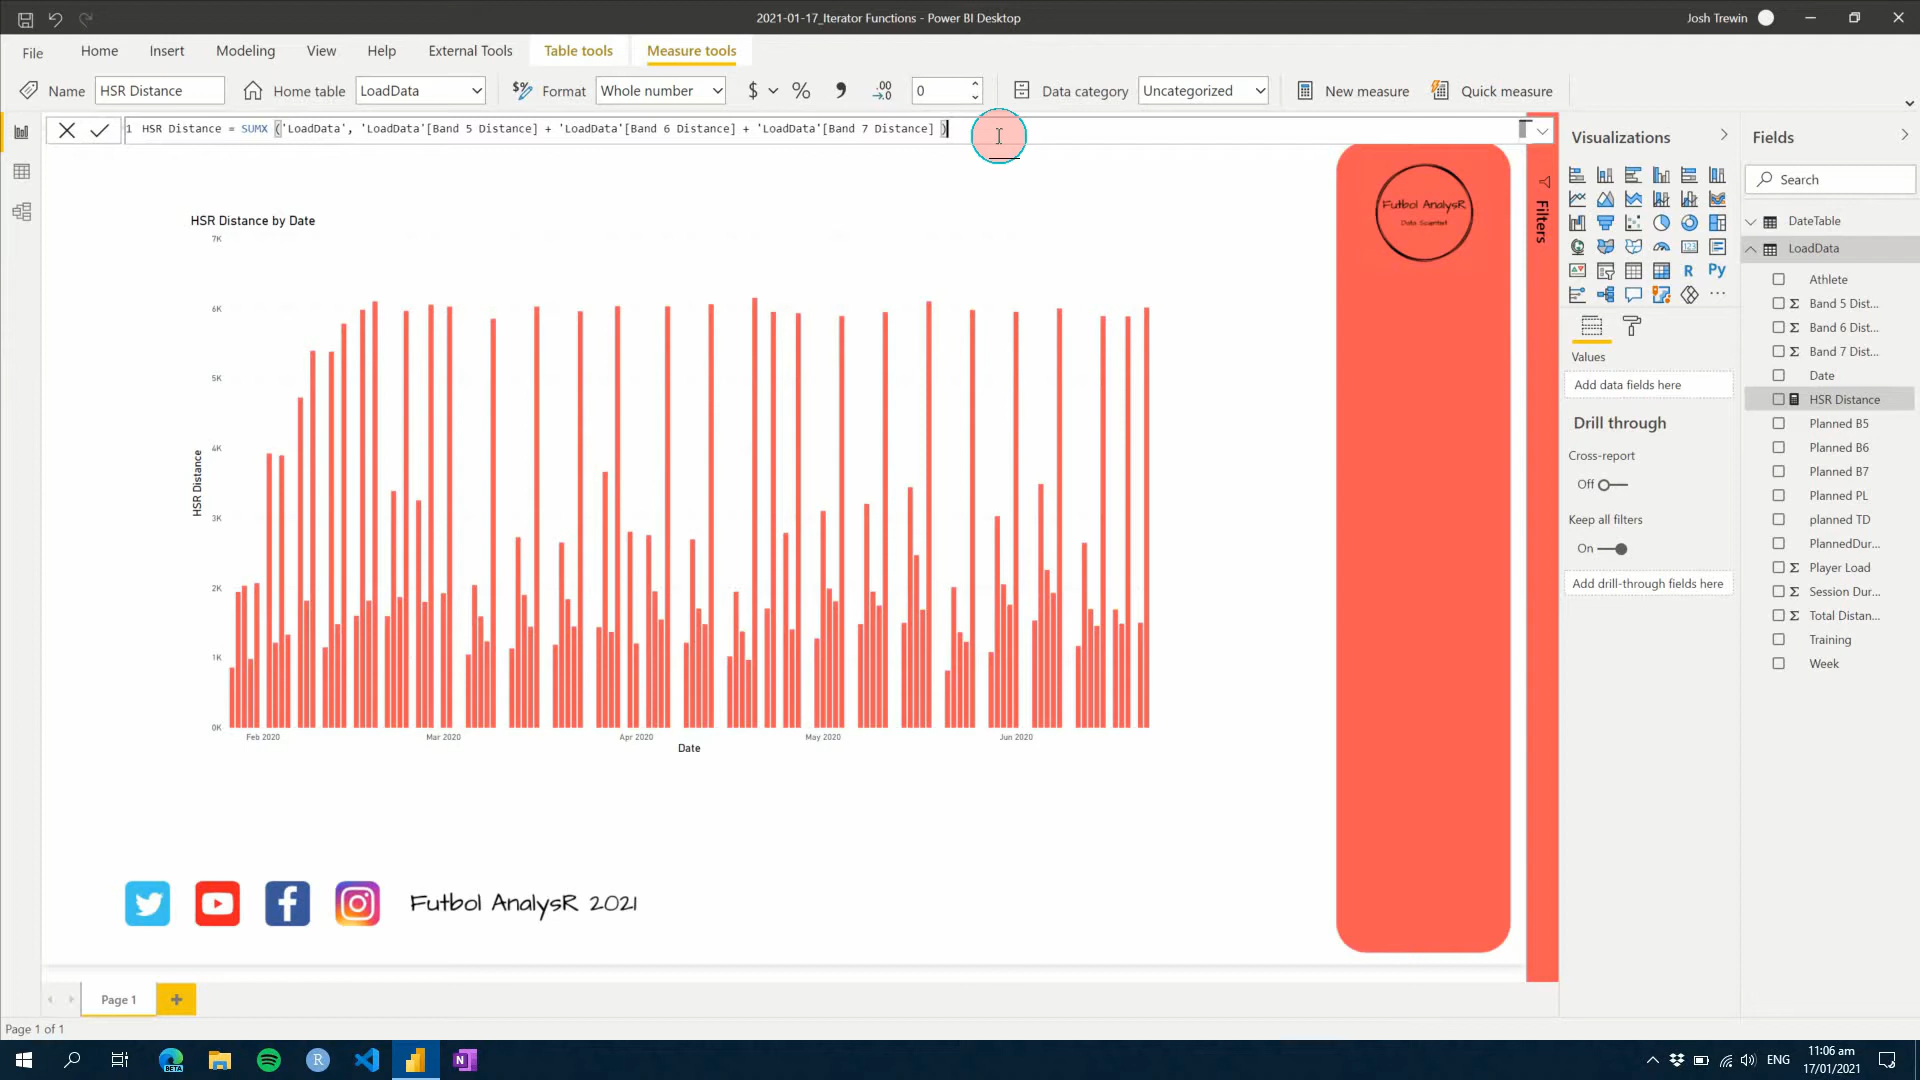 2021-01-17_Iterator Functions - Power BI Desktop
Josh Trewin
File
Home
Insert
Modeling
View
Help
External Tools
Table tools
Measure tools
Name
HSR Distance
Home table
LoadData
Format
Whole number
$
%
,
.00
→.0
0
Data category
Uncategorized
New measure
Quick measure
1 HSR Distance = SUMX ('LoadData', 'LoadData'[Band 5 Distance] + 'LoadData'[Band 6 Distance] + 'LoadData'[Band 7 Distance] )
HSR Distance by Date
7K
6K
5K
4K
3K
2K
1K
0K
HSR Distance
Feb 2020
Mar 2020
Apr 2020
May 2020
Jun 2020
Date
Futbol AnalysR
Data Scientist
Futbol AnalysR 2021
Filters
Visualizations
123
R
Py
...
Values
Add data fields here
Drill through
Cross-report
Off
Keep all filters
On
Add drill-through fields here
Fields
Search
DateTable
LoadData
Athlete
Σ Band 5 Dist...
Σ Band 6 Dist...
Σ Band 7 Dist...
Date
HSR Distance
Planned B5
Planned B6
Planned B7
Planned PL
planned TD
PlannedDur...
Σ Player Load
Σ Session Dur...
Σ Total Distan...
Training
Week
Page 1
Page 1 of 1
BETA
R
N
ENG
11:06 am
17/01/2021